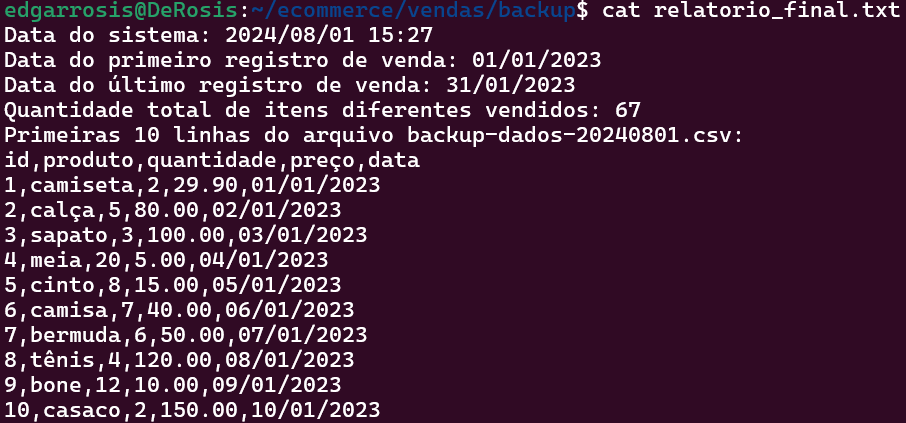 edgarrosis@DeRosis:~/ecommerce/vendas/backup$ cat relatorio_final.txt
Data do sistema: 2024/08/01 15:27
Data do primeiro registro de venda: 01/01/2023
Data do último registro de venda: 31/01/2023
Quantidade total de itens diferentes vendidos: 67
Primeiras 10 linhas do arquivo backup-dados-20240801.csv:
id,produto,quantidade,preço,data
1,camiseta,2,29.90,01/01/2023
2,calça,5,80.00,02/01/2023
3,sapato,3,100.00,03/01/2023
4,meia,20,5.00,04/01/2023
5,cinto,8,15.00,05/01/2023
6,camisa,7,40.00,06/01/2023
7,bermuda,6,50.00,07/01/2023
8,tênis,4,120.00,08/01/2023
9,bone,12,10.00,09/01/2023
10,casaco,2,150.00,10/01/2023